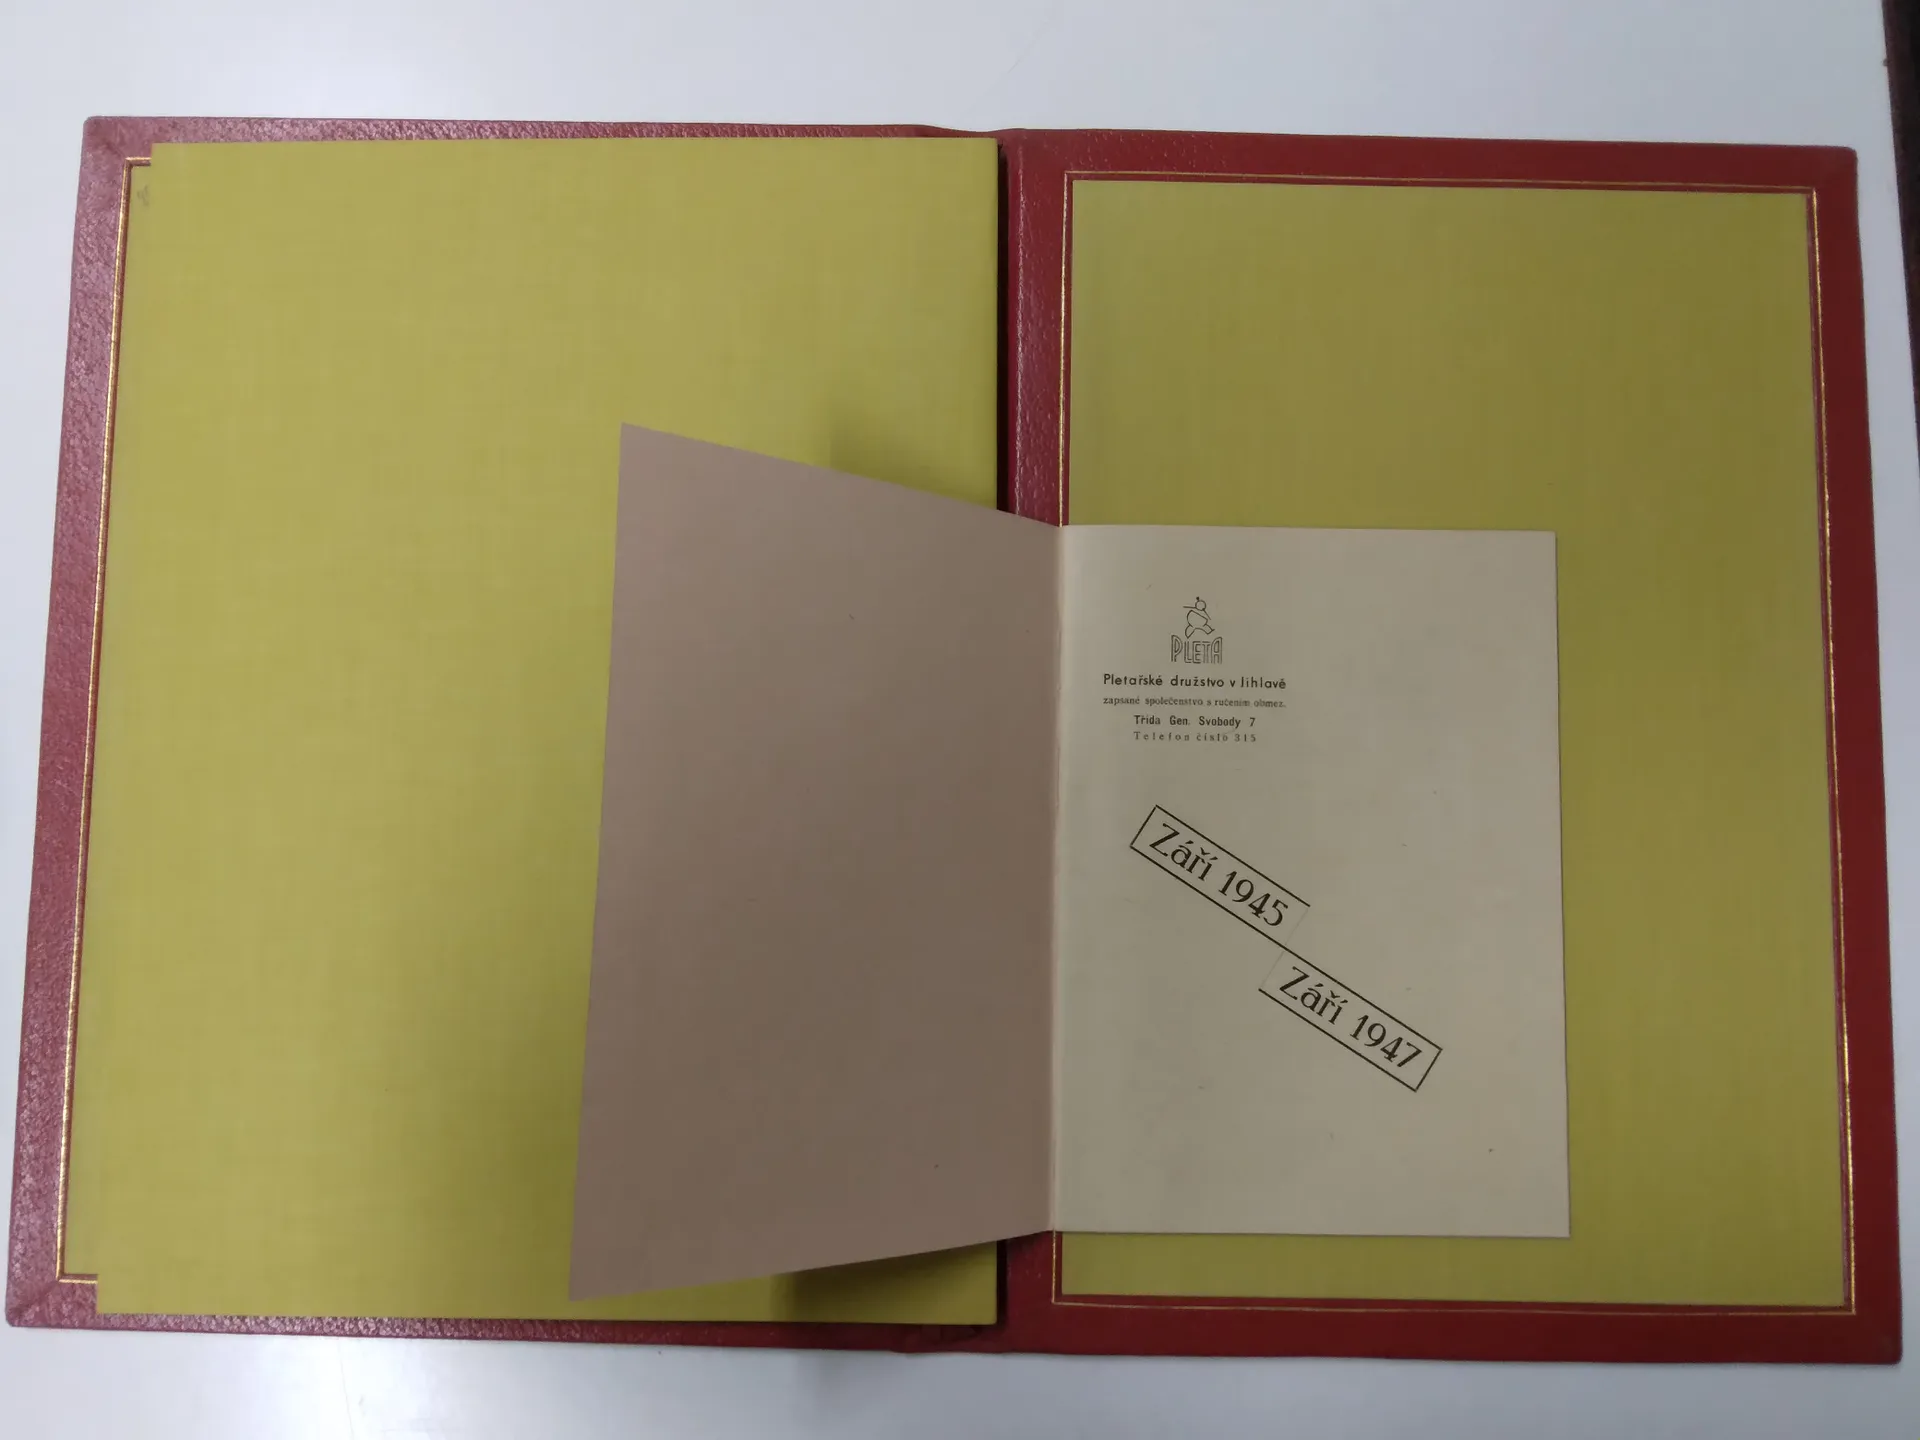 PLETA
Pletařské družstvo v Jihlavě
zapsané společenstvo s ručením obmez.
Třída Gen. Svobody 7
Telefon číslo 315
Září 1945
Září 1947